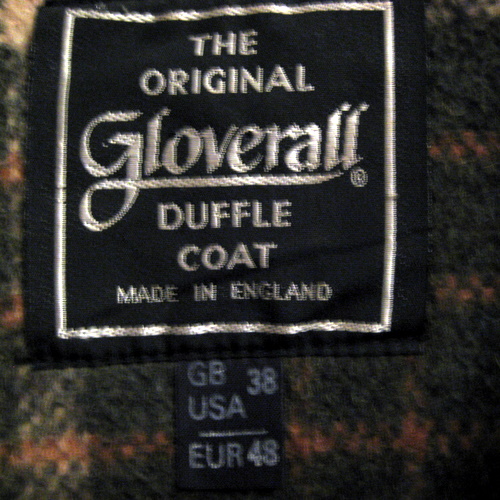 THE
ORIGINAL
Gloverall®
DUFFLE
COAT
MADE IN ENGLAND
GB 38
USA
EUR 48